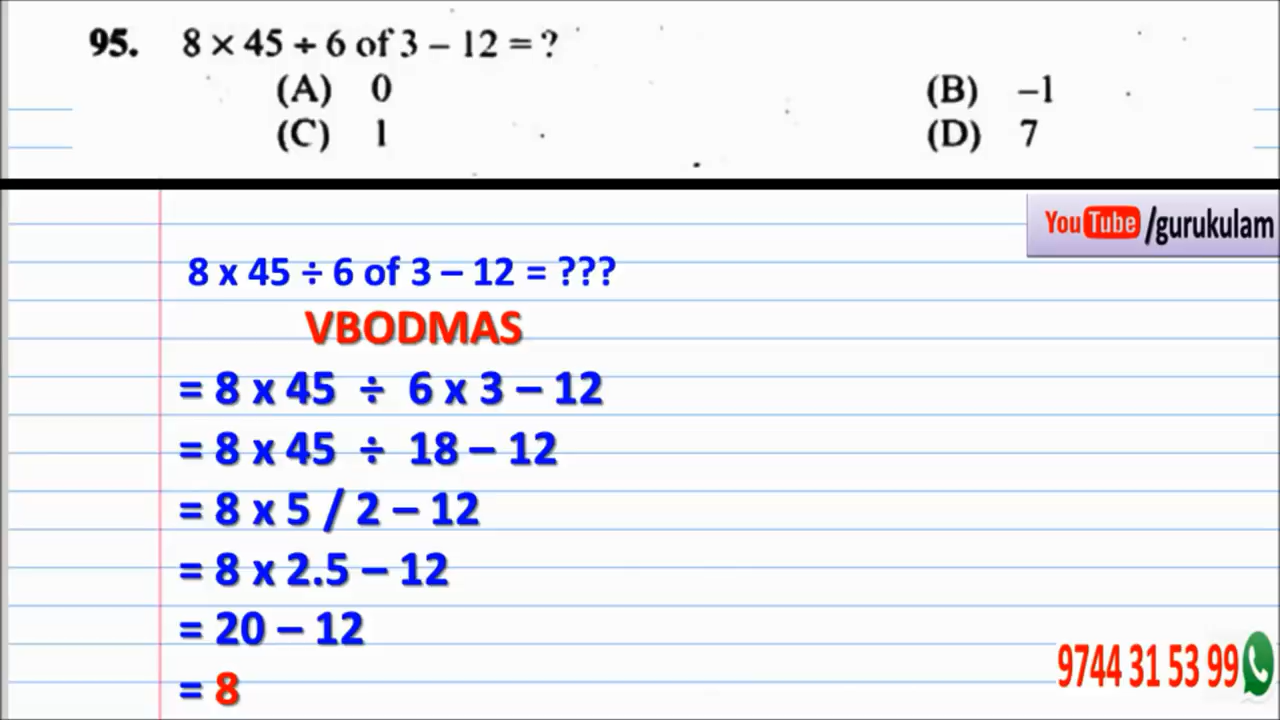 95. 8 × 45 ÷ 6 of 3 – 12 = ?
(A) 0 (B) –1
(C) 1 (D) 7
YouTube /gurukulam
8 x 45 ÷ 6 of 3 – 12 = ???
VBODMAS
= 8 x 45 ÷ 6 x 3 – 12
= 8 x 45 ÷ 18 – 12
= 8 x 5 / 2 – 12
= 8 x 2.5 – 12
= 20 – 12
= 8
9744 31 53 99